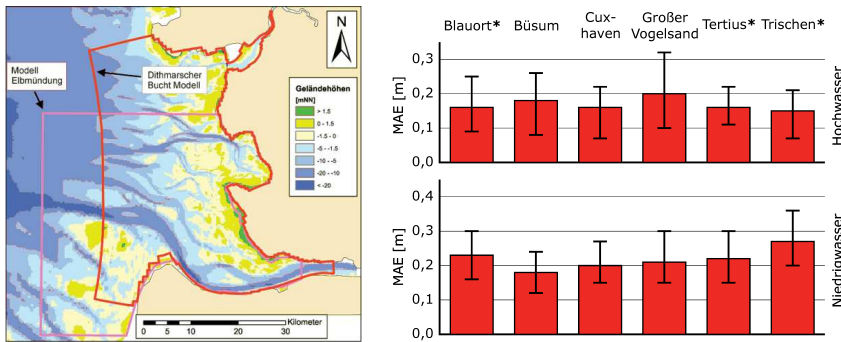 N
Modell
Elbmündung
Dithmarscher
Bucht Modell
Geländehöhen
[mNN]
> 1.5
0 - 1.5
-1.5 - 0
-5 - -1.5
-10 - -5
-20 - -10
< -20
Kilometer
0 5 10 20 30
Blauort* Büsum Cux-
haven Großer
Vogelsand Tertius* Trischen*
MAE [m]
0,3
0,2
0,1
0,0
Hochwasser
MAE [m]
0,4
0,3
0,2
0,1
0,0
Niedrigwasser